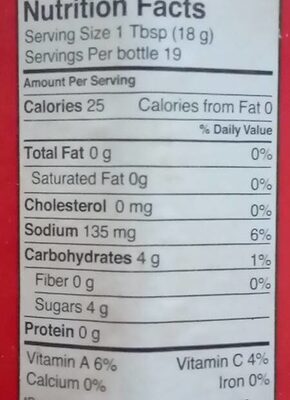 Nutrition Facts
Serving Size 1 Tbsp (18 g)
Servings Per bottle 19
Amount Per Serving
Calories 25 Calories from Fat 0
% Daily Value
Total Fat 0 g 0%
Saturated Fat 0g 0%
Cholesterol 0 mg 0%
Sodium 135 mg 6%
Carbohydrates 4 g 1%
Fiber 0 g 0%
Sugars 4 g
Protein 0 g
Vitamin A 6% Vitamin C 4%
Calcium 0% Iron 0%